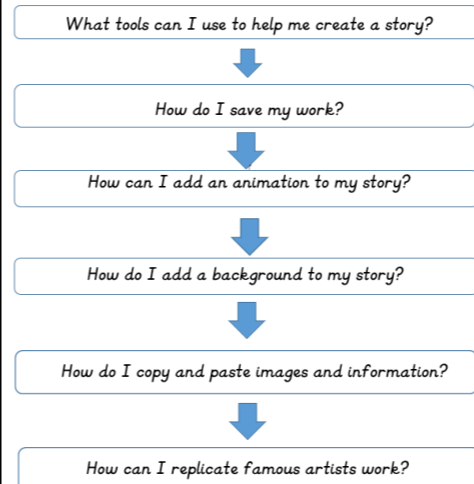 What tools can I use to help me create a story?
How do I save my work?
How can I add an animation to my story?
How do I add a background to my story?
How do I copy and paste images and information?
How can I replicate famous artists work?